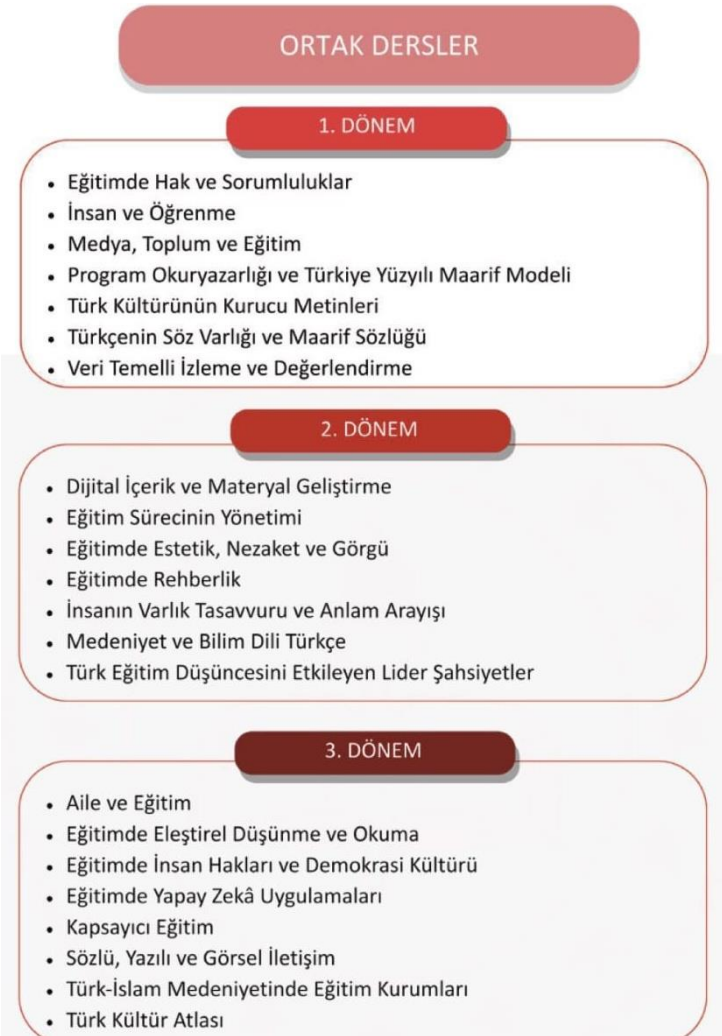 ORTAK DERSLER
1. DÖNEM
• Eğitimde Hak ve Sorumluluklar
• İnsan ve Öğrenme
• Medya, Toplum ve Eğitim
• Program Okuryazarlığı ve Türkiye Yüzyılı Maarif Modeli
• Türk Kültürünün Kurucu Metinleri
• Türkçenin Söz Varlığı ve Maarif Sözlüğü
• Veri Temelli İzleme ve Değerlendirme
2. DÖNEM
• Dijital İçerik ve Materyal Geliştirme
• Eğitim Sürecinin Yönetimi
• Eğitimde Estetik, Nezaket ve Görgü
• Eğitimde Rehberlik
• İnsanın Varlık Tasavvuru ve Anlam Arayışı
• Medeniyet ve Bilim Dili Türkçe
• Türk Eğitim Düşüncesini Etkileyen Lider Şahsiyetler
3. DÖNEM
• Aile ve Eğitim
• Eğitimde Eleştirel Düşünme ve Okuma
• Eğitimde İnsan Hakları ve Demokrasi Kültürü
• Eğitimde Yapay Zekâ Uygulamaları
• Kapsayıcı Eğitim
• Sözlü, Yazılı ve Görsel İletişim
• Türk-İslam Medeniyetinde Eğitim Kurumları
• Türk Kültür Atlası